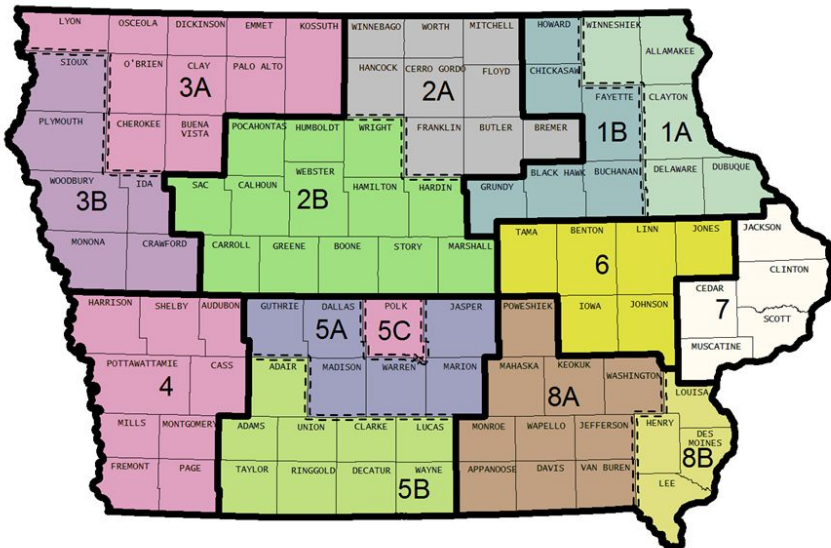 LYON OSCEOLA DICKINSON EMMET KOSSUTH WINNEBAGO WORTH MITCHELL HOWARD WINNESHIEK ALLAMAKEE
SIOUX O'BRIEN CLAY PALO ALTO HANCOCK CERRO GORDO FLOYD CHICKASAW
3A 2A
PLYMOUTH CHEROKEE BUENA VISTA POCAHONTAS HUMBOLDT WRIGHT FRANKLIN BUTLER BREMER FAYETTE CLAYTON
1B 1A
WOODBURY IDA SAC CALHOUN WEBSTER HAMILTON HARDIN GRUNDY BLACK HAWK BUCHANAN DELAWARE DUBUQUE
3B 2B
MONONA CRAWFORD CARROLL GREENE BOONE STORY MARSHALL TAMA BENTON LINN JONES JACKSON
6
CLINTON
HARRISON SHELBY AUDUBON GUTHRIE DALLAS POLK JASPER POWESHIEK IOWA JOHNSON CEDAR SCOTT
5A 5C 7
MUSCATINE
POTTAWATTAMIE CASS ADAIR MADISON WARREN MARION MAHASKA KEOKUK WASHINGTON LOUISA
4 8A
MILLS MONTGOMERY ADAMS UNION CLARKE LUCAS MONROE WAPELLO JEFFERSON HENRY DES MOINES
8B
FREMONT PAGE TAYLOR RINGGOLD DECATUR WAYNE APPANOOSE DAVIS VAN BUREN LEE
5B